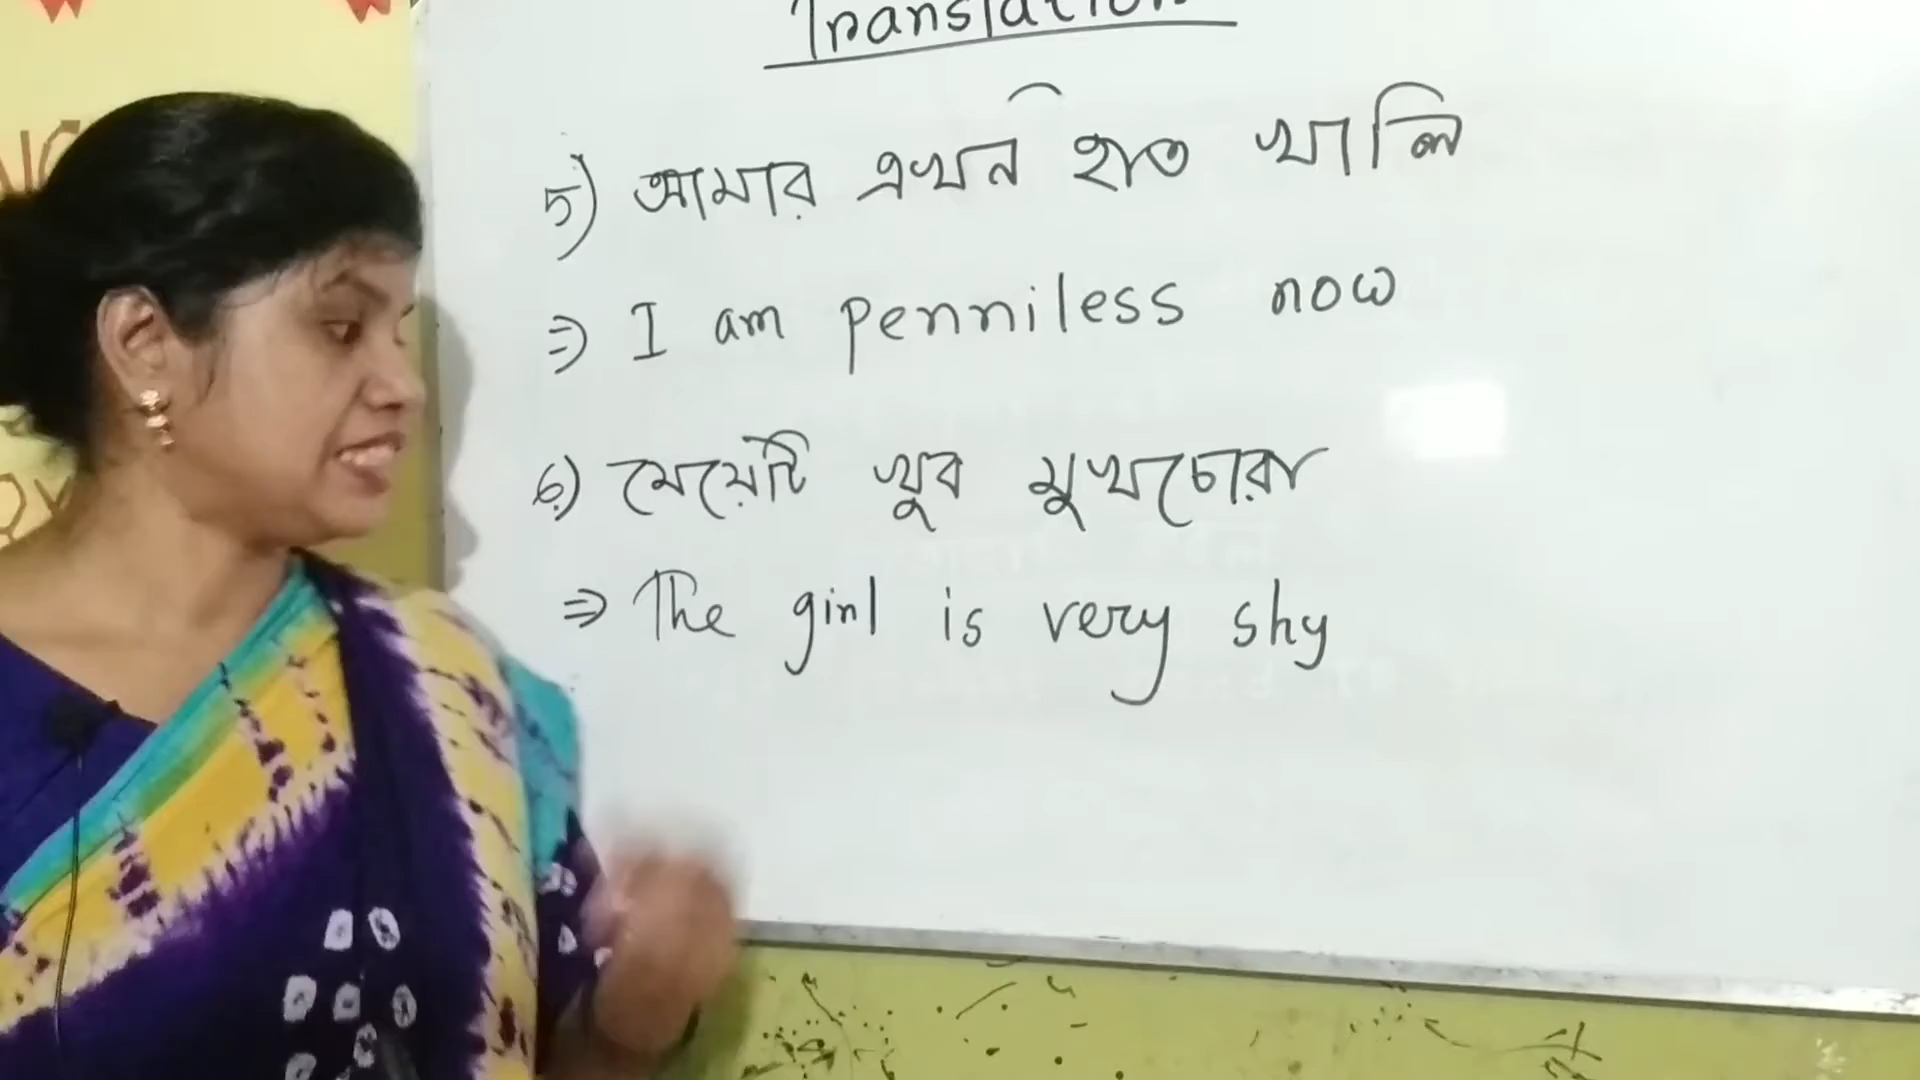 Translation
5) আমার এখন হাত খালি
⇒ I am penniless now
6) মেয়েটি খুব মুখচোরা
⇒ The girl is very shy